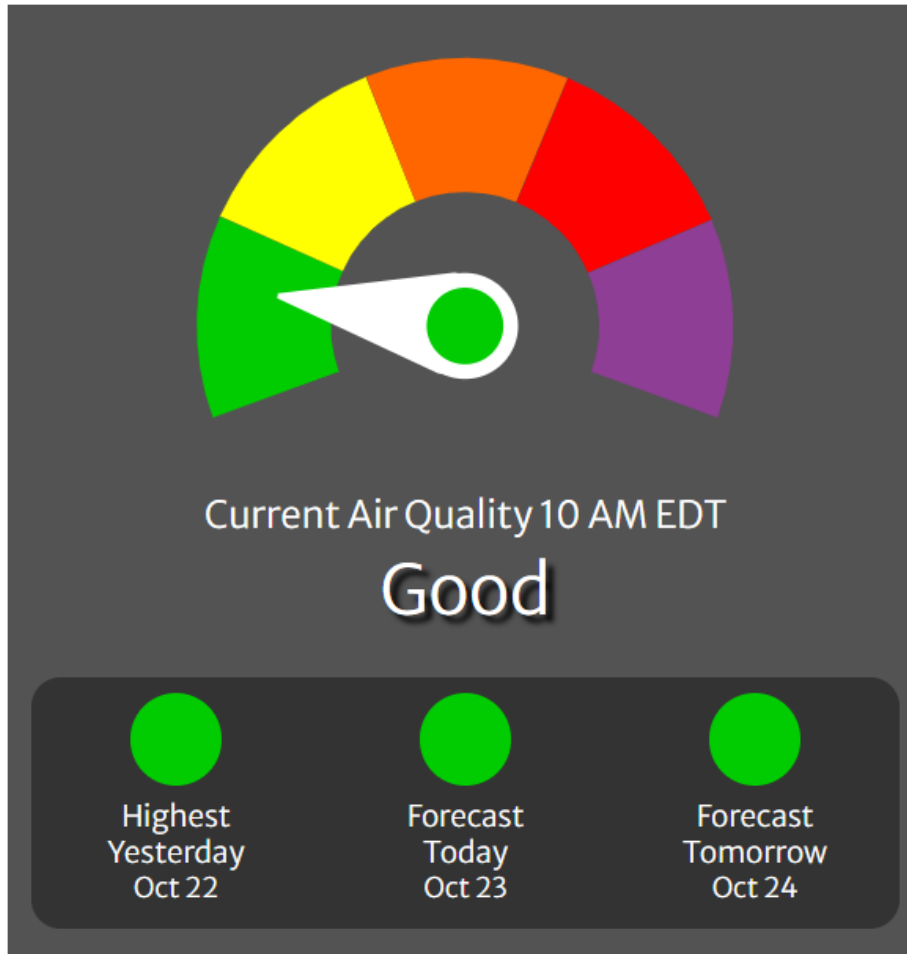 Current Air Quality 10 AM EDT
Good
Highest
Yesterday
Oct 22
Forecast
Today
Oct 23
Forecast
Tomorrow
Oct 24